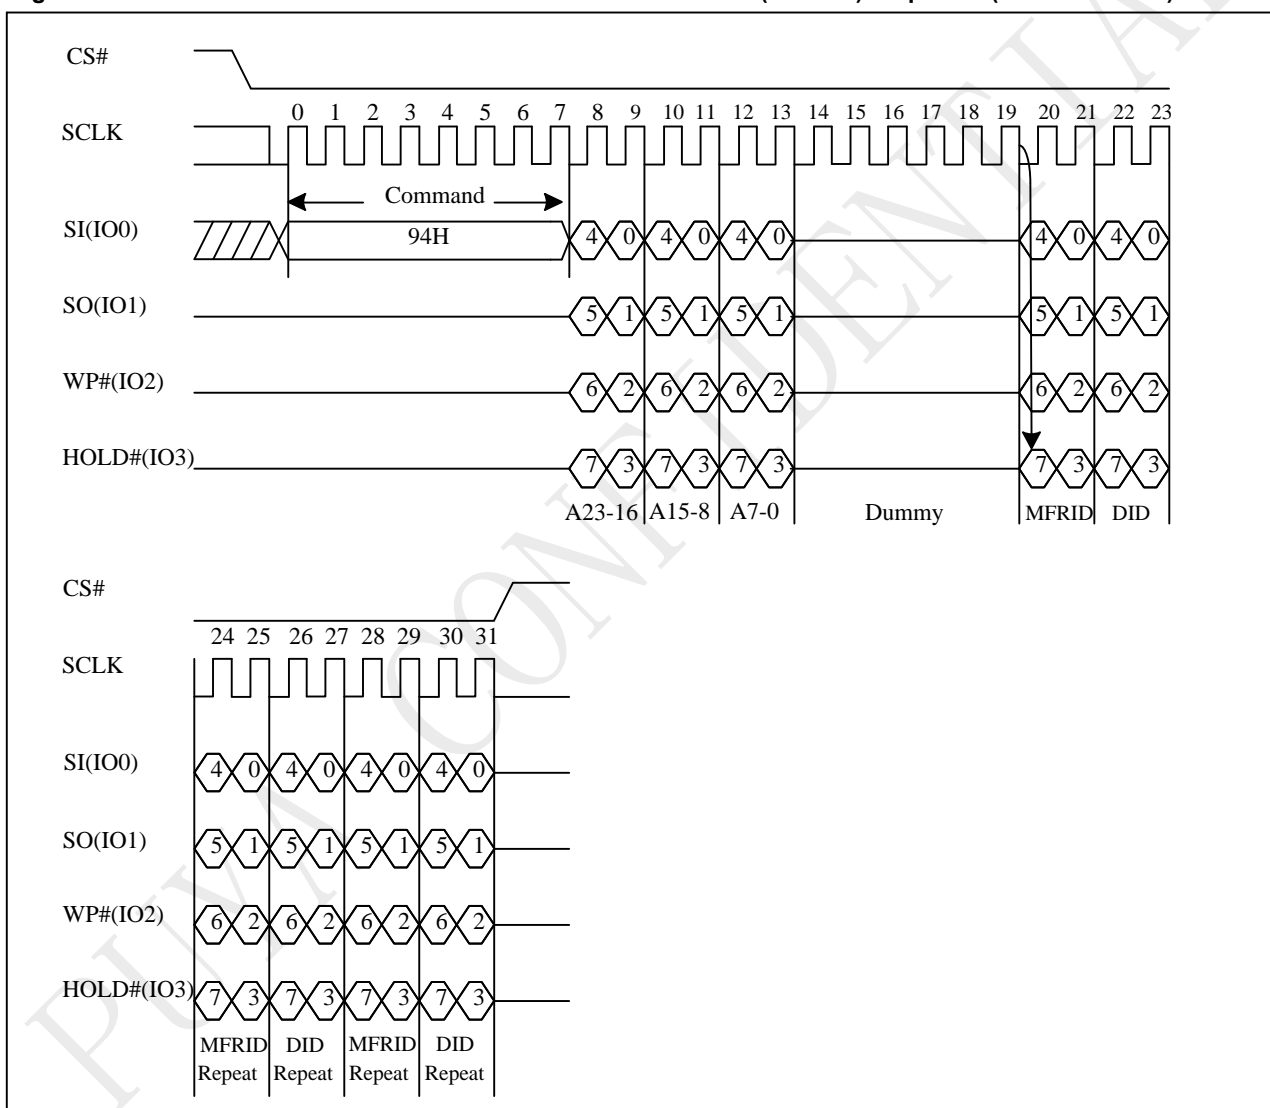 CS#
0 1 2 3 4 5 6 7 8 9 10 11 12 13 14 15 16 17 18 19 20 21 22 23
SCLK
Command
SI(IO0) 94H 4 0 4 0 4 0 4 0 4 0
SO(IO1) 5 1 5 1 5 1 5 1 5 1
WP#(IO2) 6 2 6 2 6 2 6 2 6 2
HOLD#(IO3) 7 3 7 3 7 3 7 3 7 3
A23-16 A15-8 A7-0 Dummy MFRID DID
CS#
24 25 26 27 28 29 30 31
SCLK
SI(IO0) 4 0 4 0 4 0 4 0
SO(IO1) 5 1 5 1 5 1 5 1
WP#(IO2) 6 2 6 2 6 2 6 2
HOLD#(IO3) 7 3 7 3 7 3 7 3
MFRID DID MFRID DID
Repeat Repeat Repeat Repeat
PUYA CONFIDENTIAL